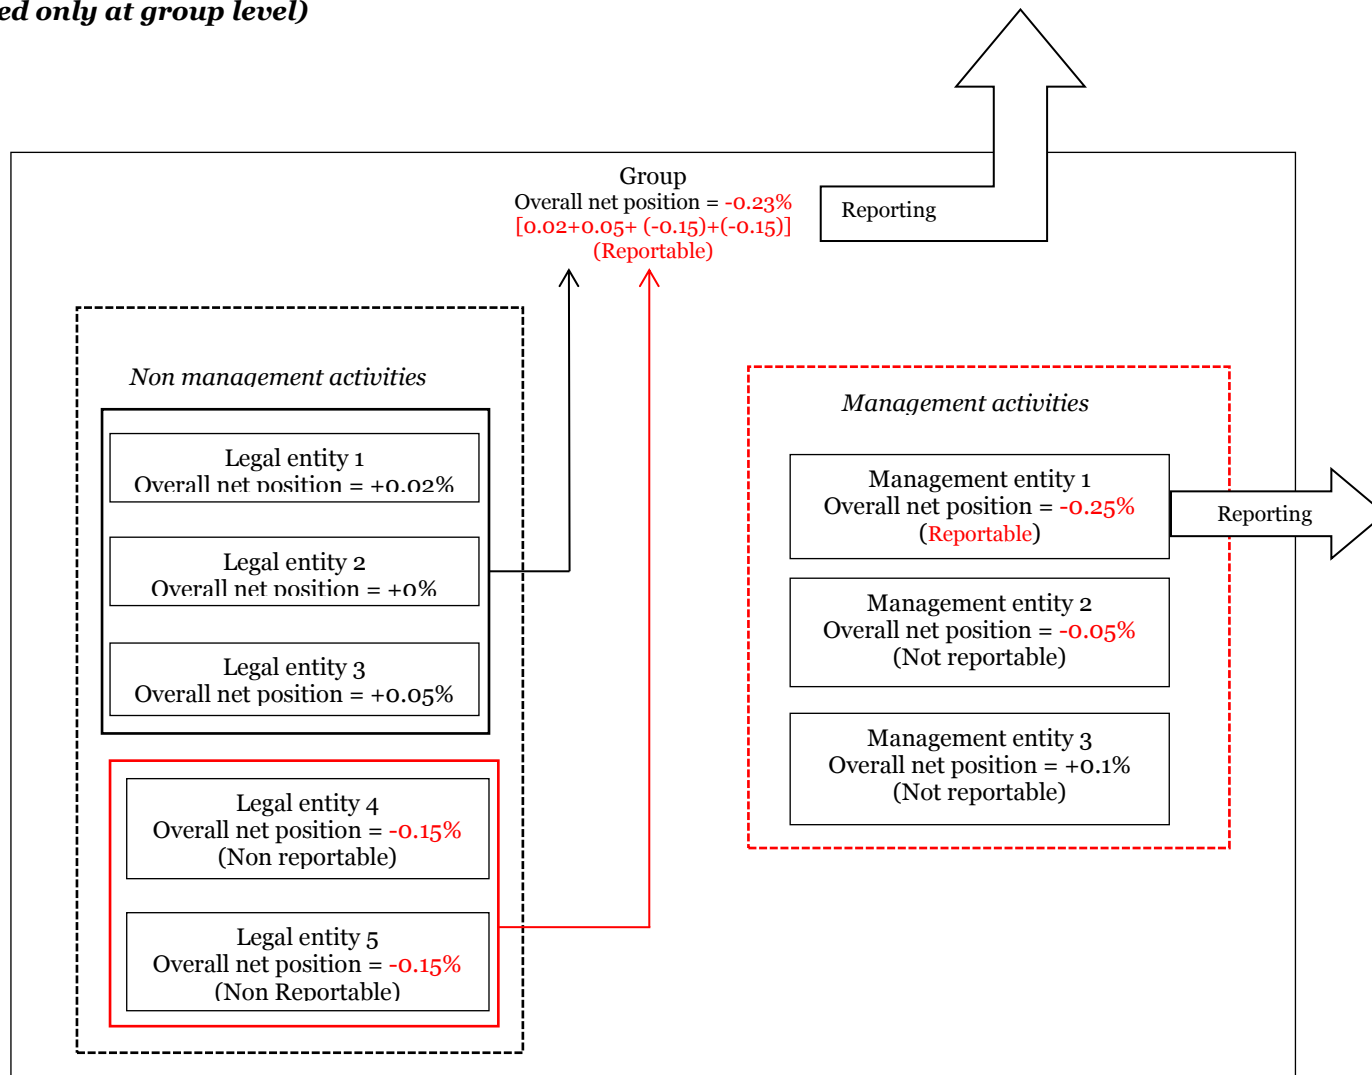 ed only at group level)
Group
Overall net position = -0.23%
[0.02+0.05+ (-0.15)+(-0.15)]
(Reportable)
Reporting
Non management activities
Legal entity 1
Overall net position = +0.02%
Legal entity 2
Overall net position = +0%
Legal entity 3
Overall net position = +0.05%
Legal entity 4
Overall net position = -0.15%
(Non reportable)
Legal entity 5
Overall net position = -0.15%
(Non Reportable)
Management activities
Management entity 1
Overall net position = -0.25%
(Reportable)
Reporting
Management entity 2
Overall net position = -0.05%
(Not reportable)
Management entity 3
Overall net position = +0.1%
(Not reportable)